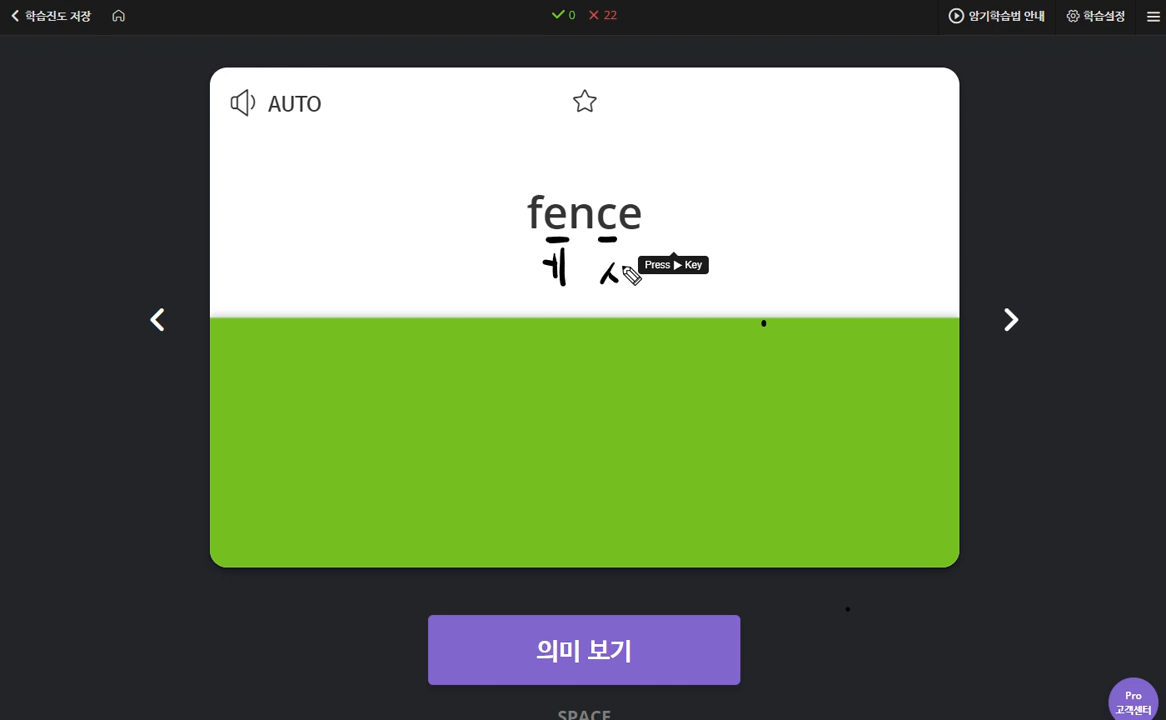 학습진도 저장
0 22
암기학습법 안내
학습설정
AUTO
fence
ㅔ ㅅ
Press ▶ Key
의미 보기
SPACE
Pro
고객센터